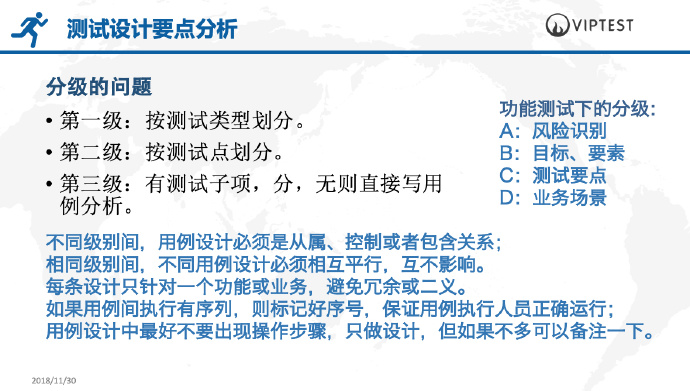 测试设计要点分析
VIPTEST
分级的问题
• 第一级：按测试类型划分。
• 第二级：按测试点划分。
• 第三级：有测试子项，分，无则直接写用
例分析。
功能测试下的分级:
A：风险识别
B：目标、要素
C：测试要点
D：业务场景
不同级别间，用例设计必须是从属、控制或者包含关系；
相同级别间，不同用例设计必须相互平行，互不影响。
每条设计只针对一个功能或业务，避免冗余或二义。
如果用例间执行有序列，则标记好序号，保证用例执行人员正确运行；
用例设计中最好不要出现操作步骤，只做设计，但如果不多可以备注一下。
2018/11/30